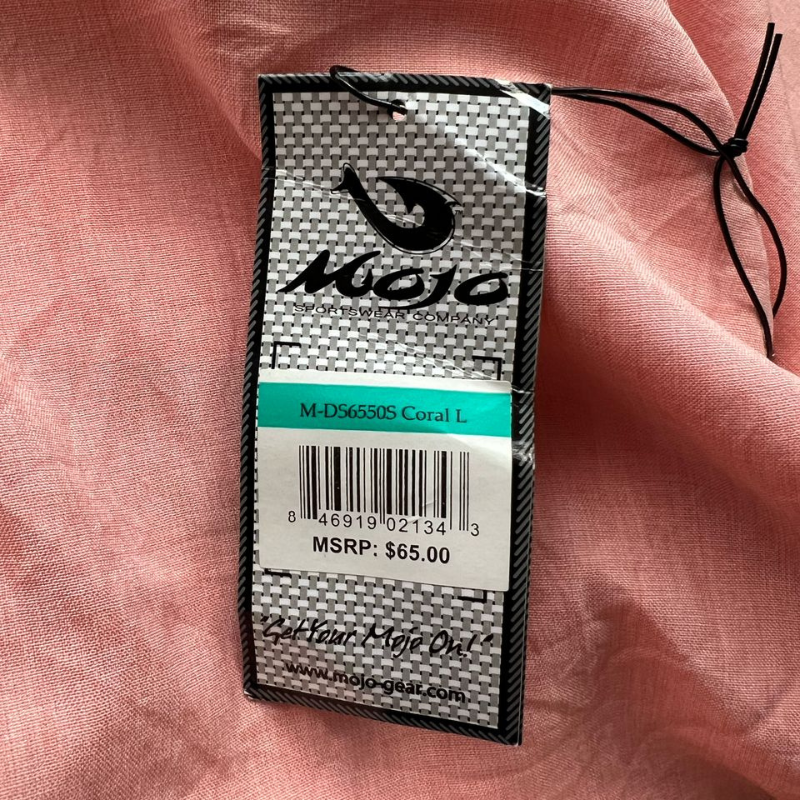 MOJO
SPORTSWEAR COMPANY
M-DS6550S Coral L
8 46919 02134 3
MSRP: $65.00
"Get Your Mojo On!"
www.mojo-gear.com